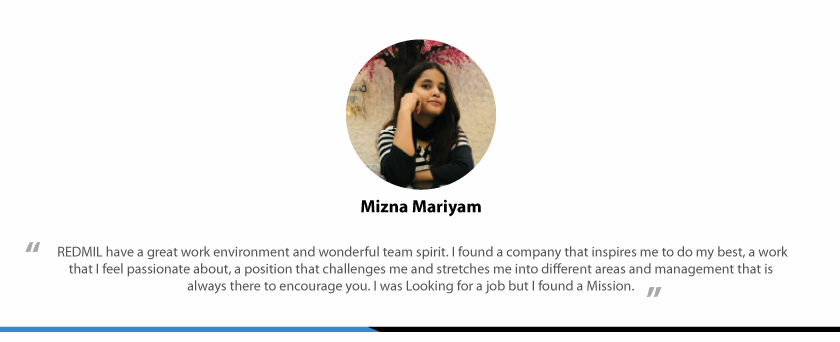 Mizna Mariyam
“ REDMIL have a great work environment and wonderful team spirit. I found a company that inspires me to do my best, a work
that I feel passionate about, a position that challenges me and stretches me into different areas and management that is
always there to encourage you. I was Looking for a job but I found a Mission. ”